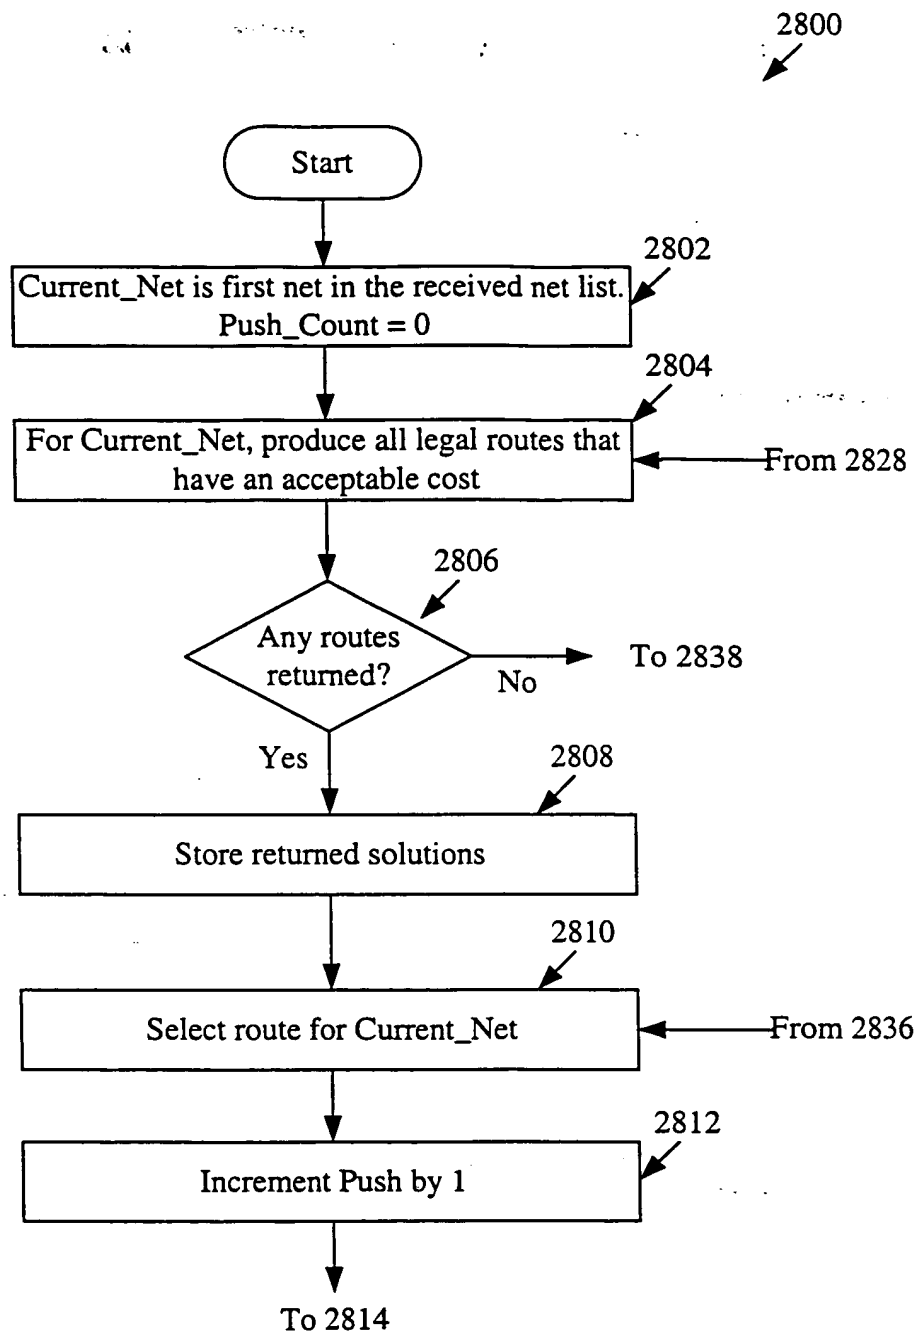 2800
Start
2802
Current_Net is first net in the received net list.
Push_Count = 0
2804
For Current_Net, produce all legal routes that
have an acceptable cost
From 2828
2806
Any routes
returned?
To 2838
No
Yes
2808
Store returned solutions
2810
Select route for Current_Net
From 2836
2812
Increment Push by 1
To 2814